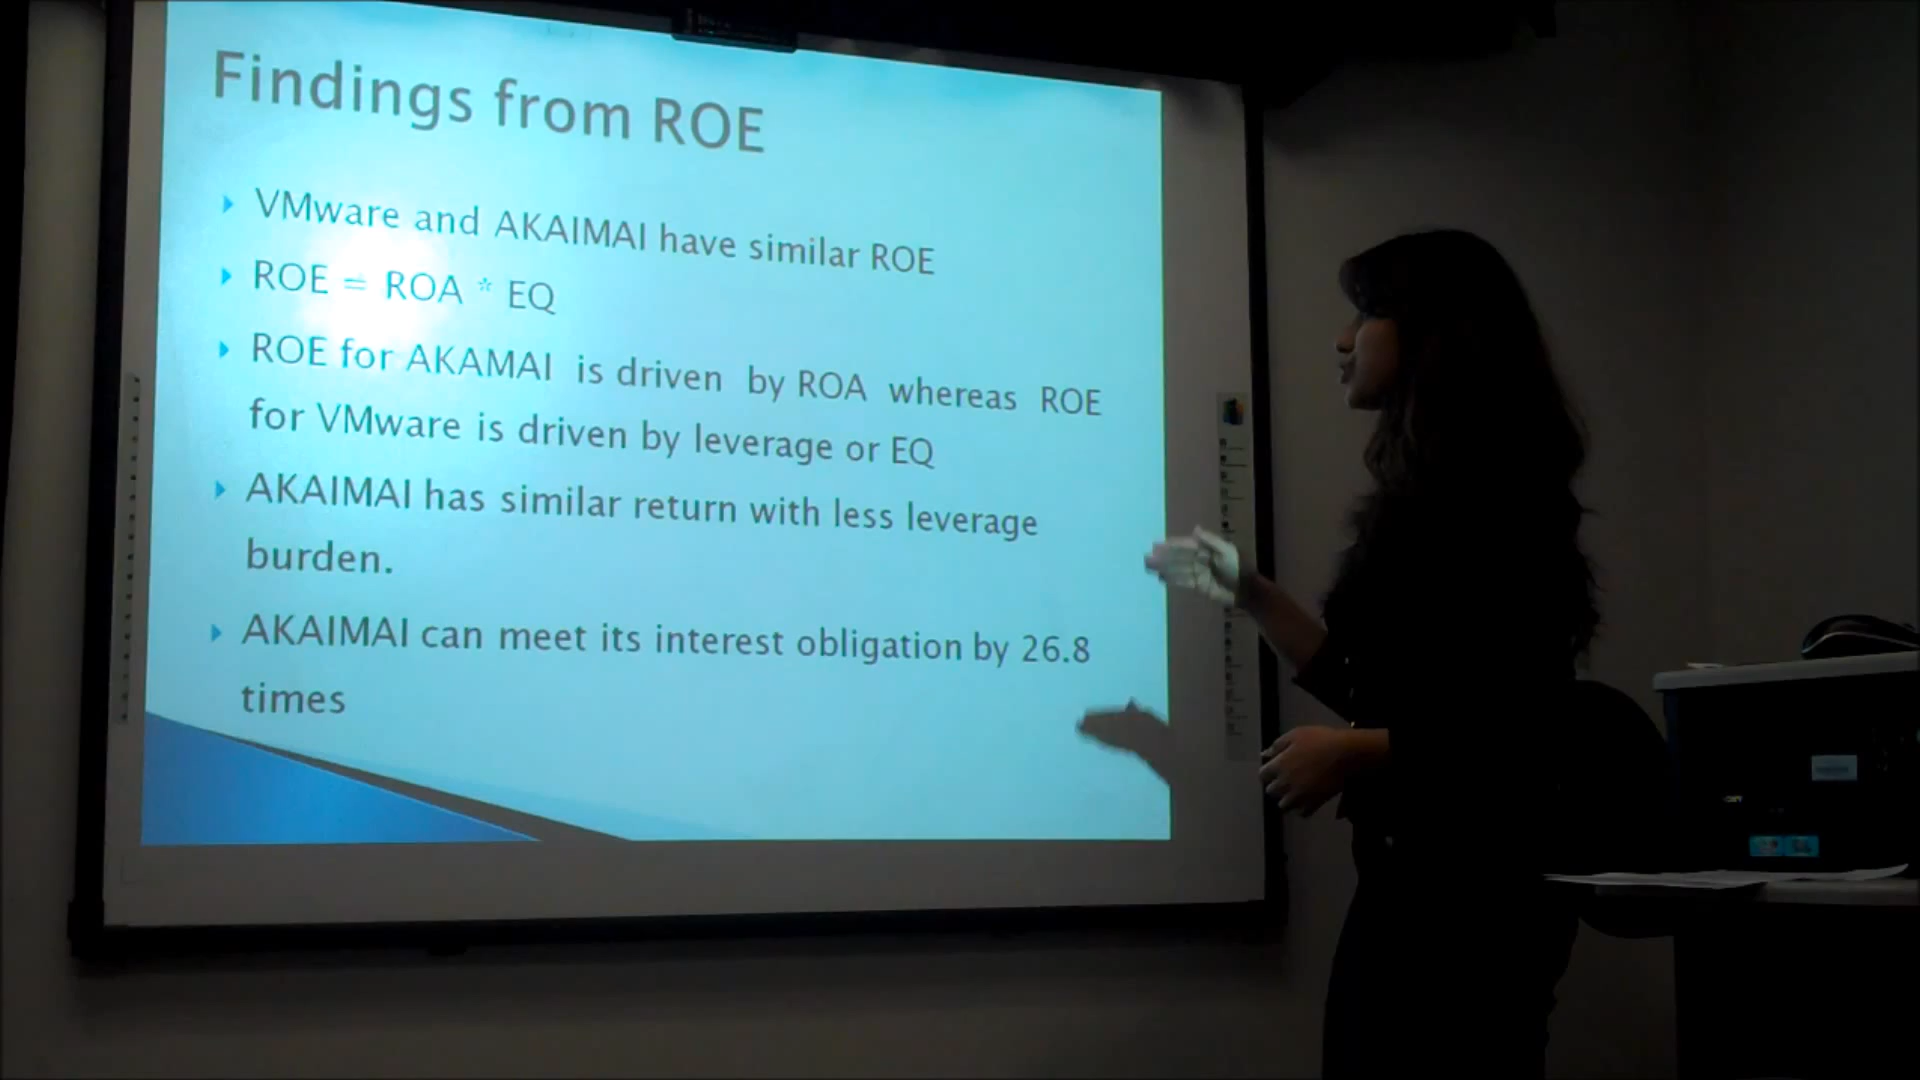 Findings from ROE
VMware and AKAIMAI have similar ROE
ROE = ROA * EQ
ROE for AKAMAI is driven by ROA whereas ROE
for VMware is driven by leverage or EQ
AKAIMAI has similar return with less leverage
burden.
AKAIMAI can meet its interest obligation by 26.8
times